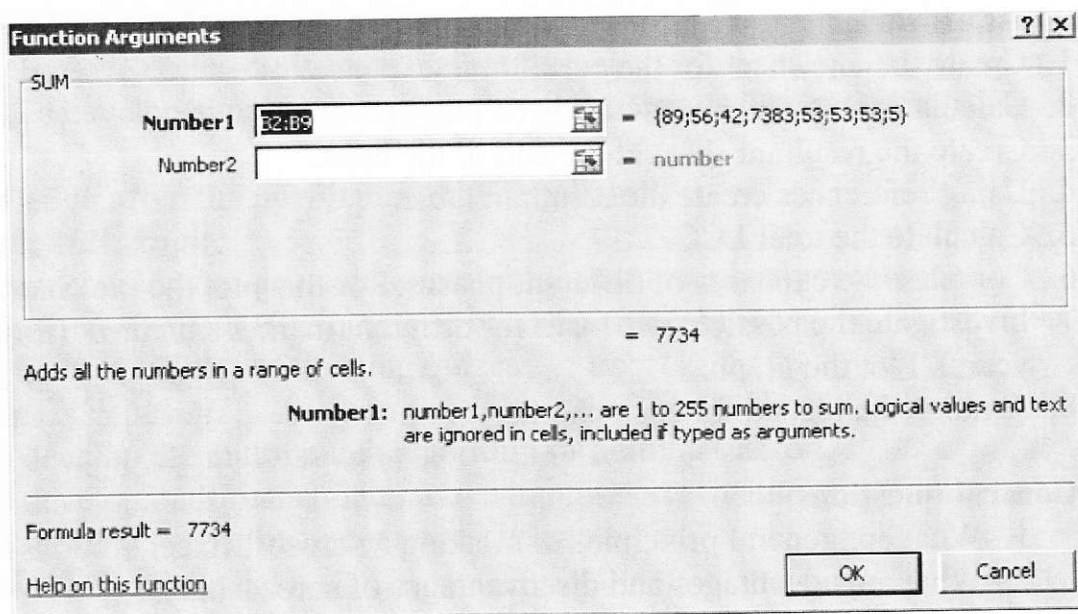 Function Arguments ? ×
SUM
Number1 B2:B9 = {89;56;42;7383;53;53;53;5}
Number2 = number
= 7734
Adds all the numbers in a range of cells.
Number1: number1,number2,... are 1 to 255 numbers to sum. Logical values and text
are ignored in cells, included if typed as arguments.
Formula result = 7734
Help on this function
OK
Cancel